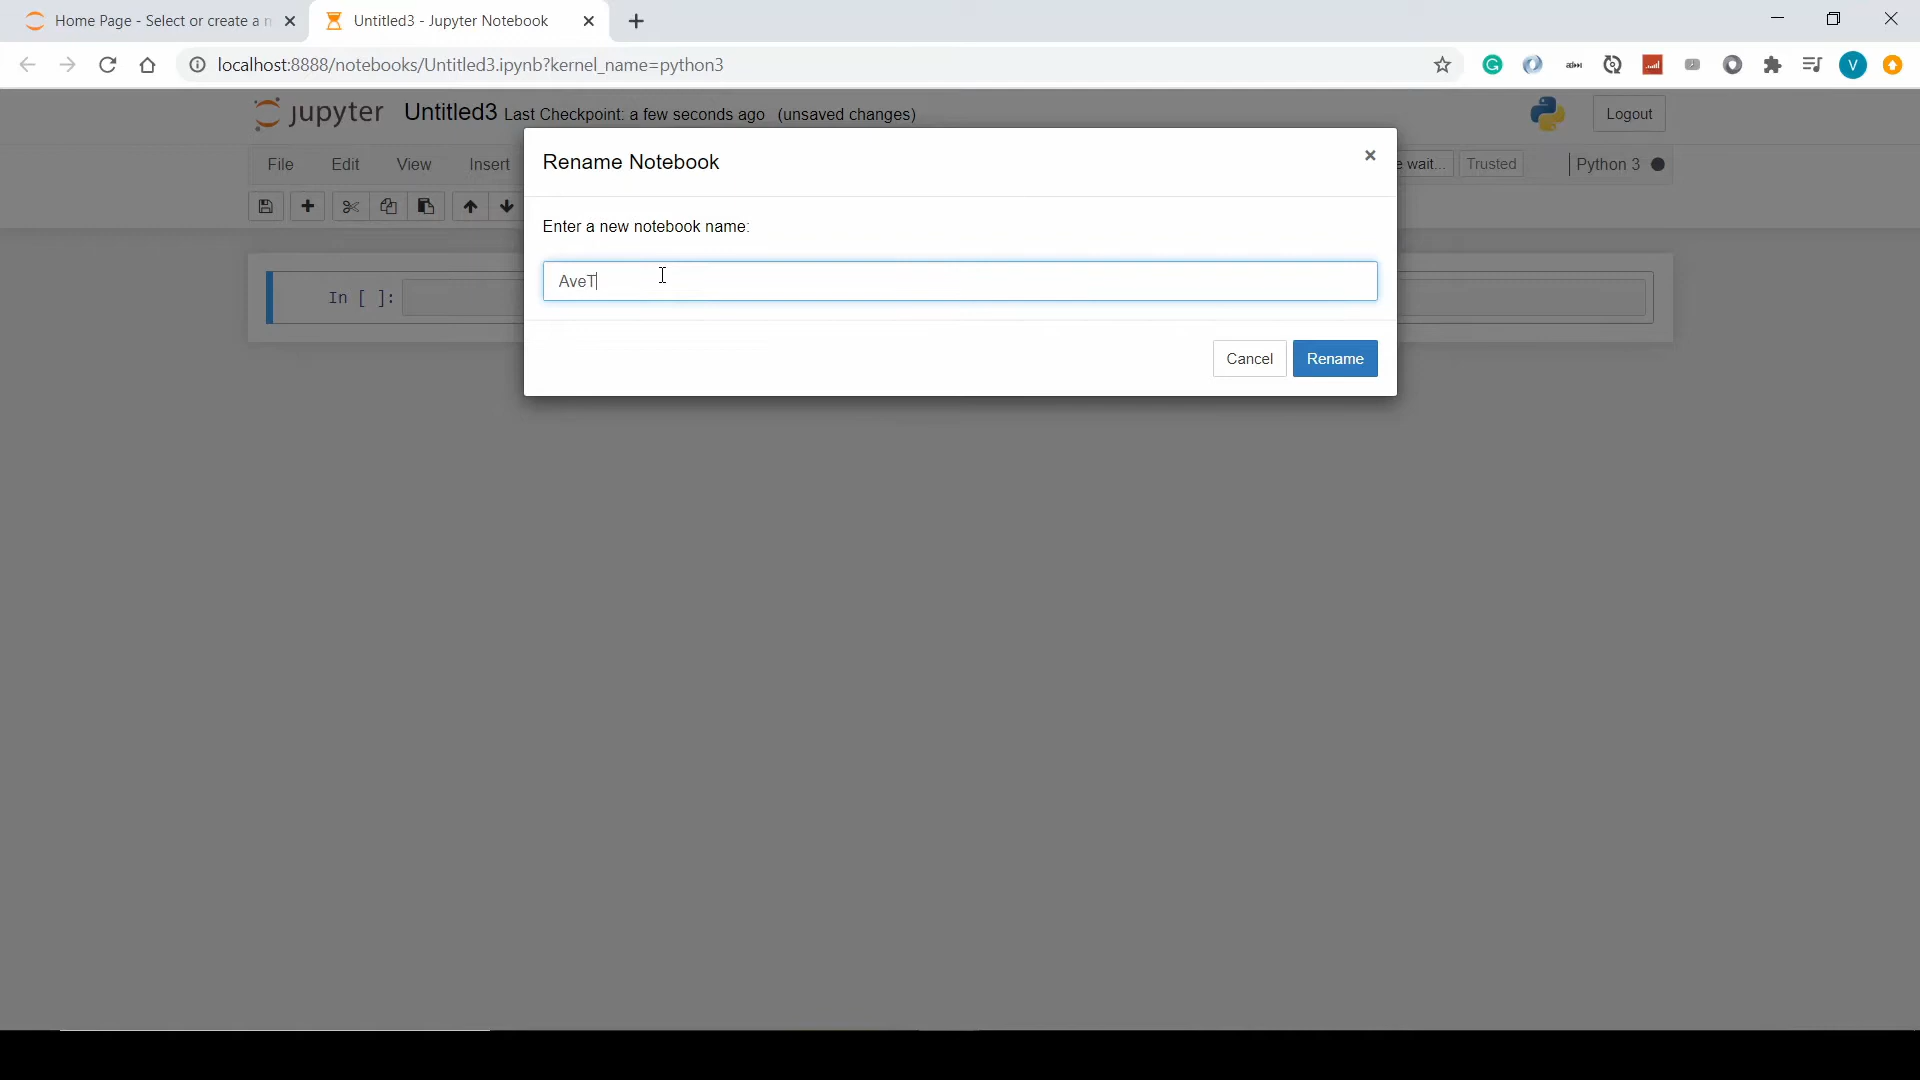 Home Page - Select or create a n
Untitled3 - Jupyter Notebook
localhost:8888/notebooks/Untitled3.ipynb?kernel_name=python3
V
jupyter Untitled3 Last Checkpoint: a few seconds ago (unsaved changes)
Logout
File Edit View Insert
e wait... Trusted Python 3
Rename Notebook
Enter a new notebook name:
AveT
In [ ]:
Cancel Rename